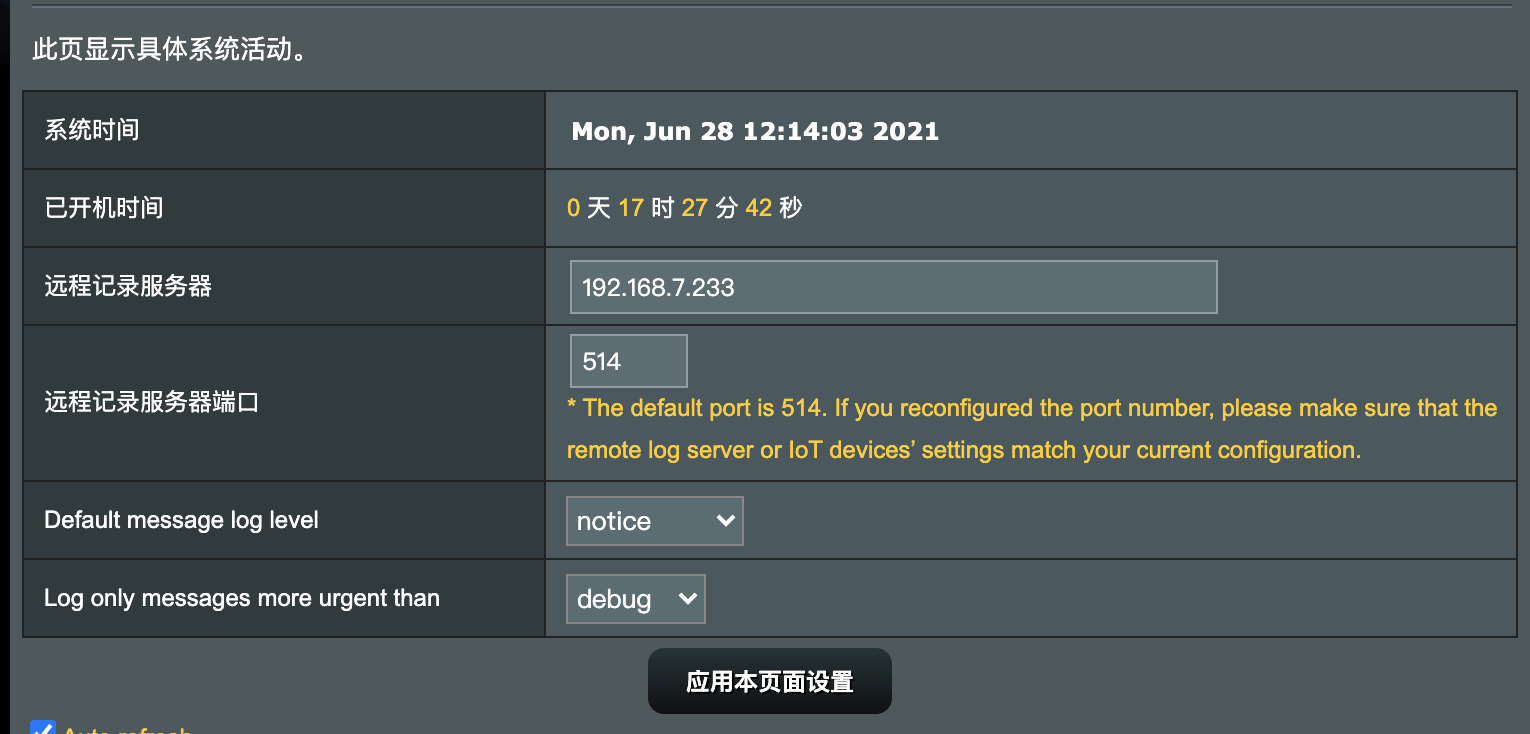 此页显示具体系统活动。
系统时间
Mon, Jun 28 12:14:03 2021
已开机时间
0 天 17 时 27 分 42 秒
远程记录服务器
192.168.7.233
远程记录服务器端口
514
* The default port is 514. If you reconfigured the port number, please make sure that the
remote log server or IoT devices’ settings match your current configuration.
Default message log level
notice
Log only messages more urgent than
debug
应用本页面设置
Auto refresh